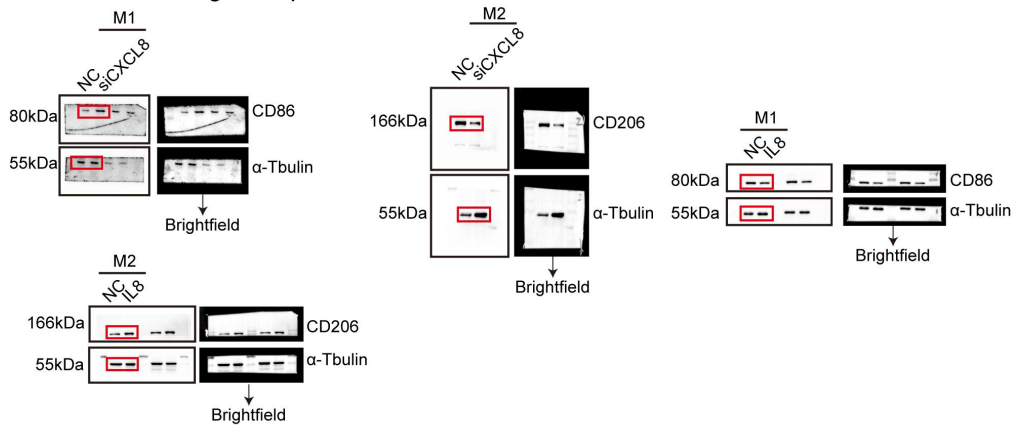 M1
NC
siCXCL8
80kDa
CD86
55kDa
α-Tbulin
Brightfield
M2
NC
siCXCL8
166kDa
CD206
55kDa
α-Tbulin
Brightfield
M1
NC
IL8
80kDa
CD86
55kDa
α-Tbulin
Brightfield
M2
NC
IL8
166kDa
CD206
55kDa
α-Tbulin
Brightfield